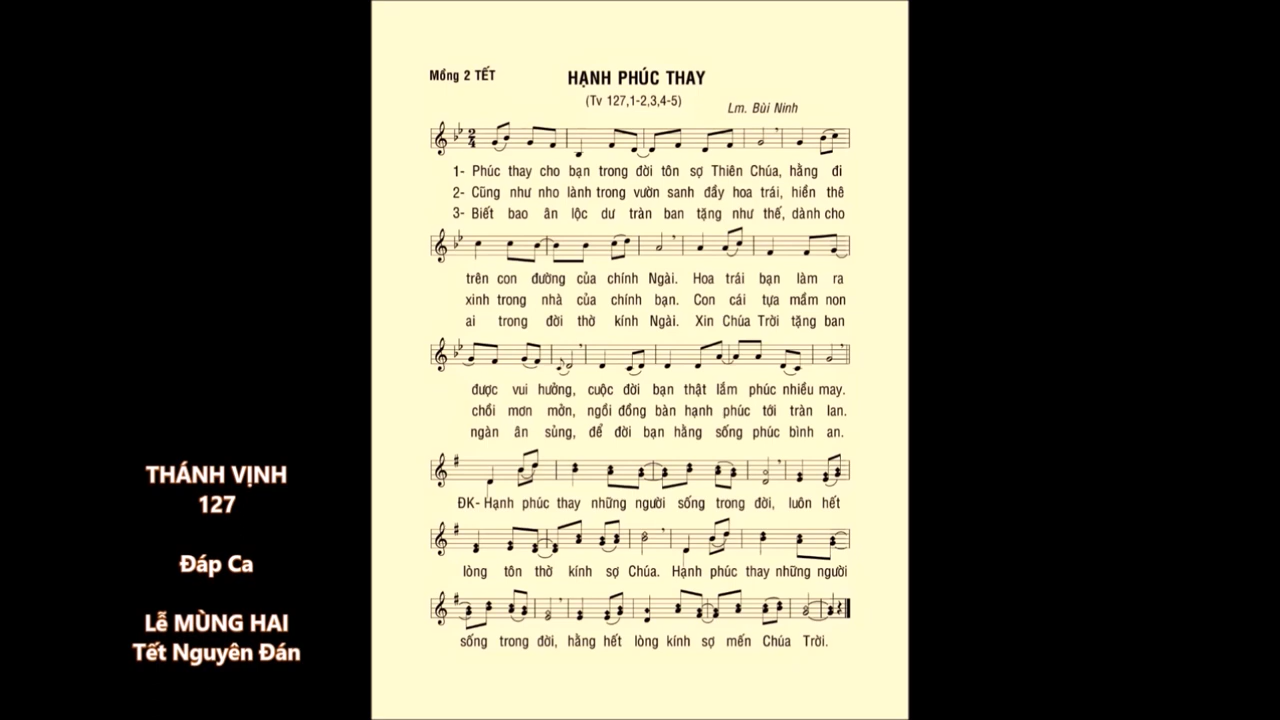 Mồng 2 TẾT
HẠNH PHÚC THAY
(Tv 127,1-2,3,4-5)
Lm. Bùi Ninh
1- Phúc thay cho bạn trong đời tôn sợ Thiên Chúa, hằng đi
2- Cũng như nho lành trong vườn sanh đầy hoa trái, hiền thê
3- Biết bao ân lộc dư tràn ban tặng như thế, dành cho
trên con đường của chính Ngài. Hoa trái bạn làm ra
xinh trong nhà của chính bạn. Con cái tựa mầm non
ai trong đời thờ kính Ngài. Xin Chúa Trời tặng ban
được vui hưởng, cuộc đời bạn thật lắm phúc nhiều may.
chồi mơn mởn, ngồi đồng bàn hạnh phúc tới tràn lan.
ngàn ân sủng, để đời bạn hằng sống phúc bình an.
ĐK- Hạnh phúc thay những người sống trong đời, luôn hết
lòng tôn thờ kính sợ Chúa. Hạnh phúc thay những người
sống trong đời, hằng hết lòng kính sợ mến Chúa Trời.
THÁNH VỊNH
127
Đáp Ca
Lễ MÙNG HAI
Tết Nguyên Đán